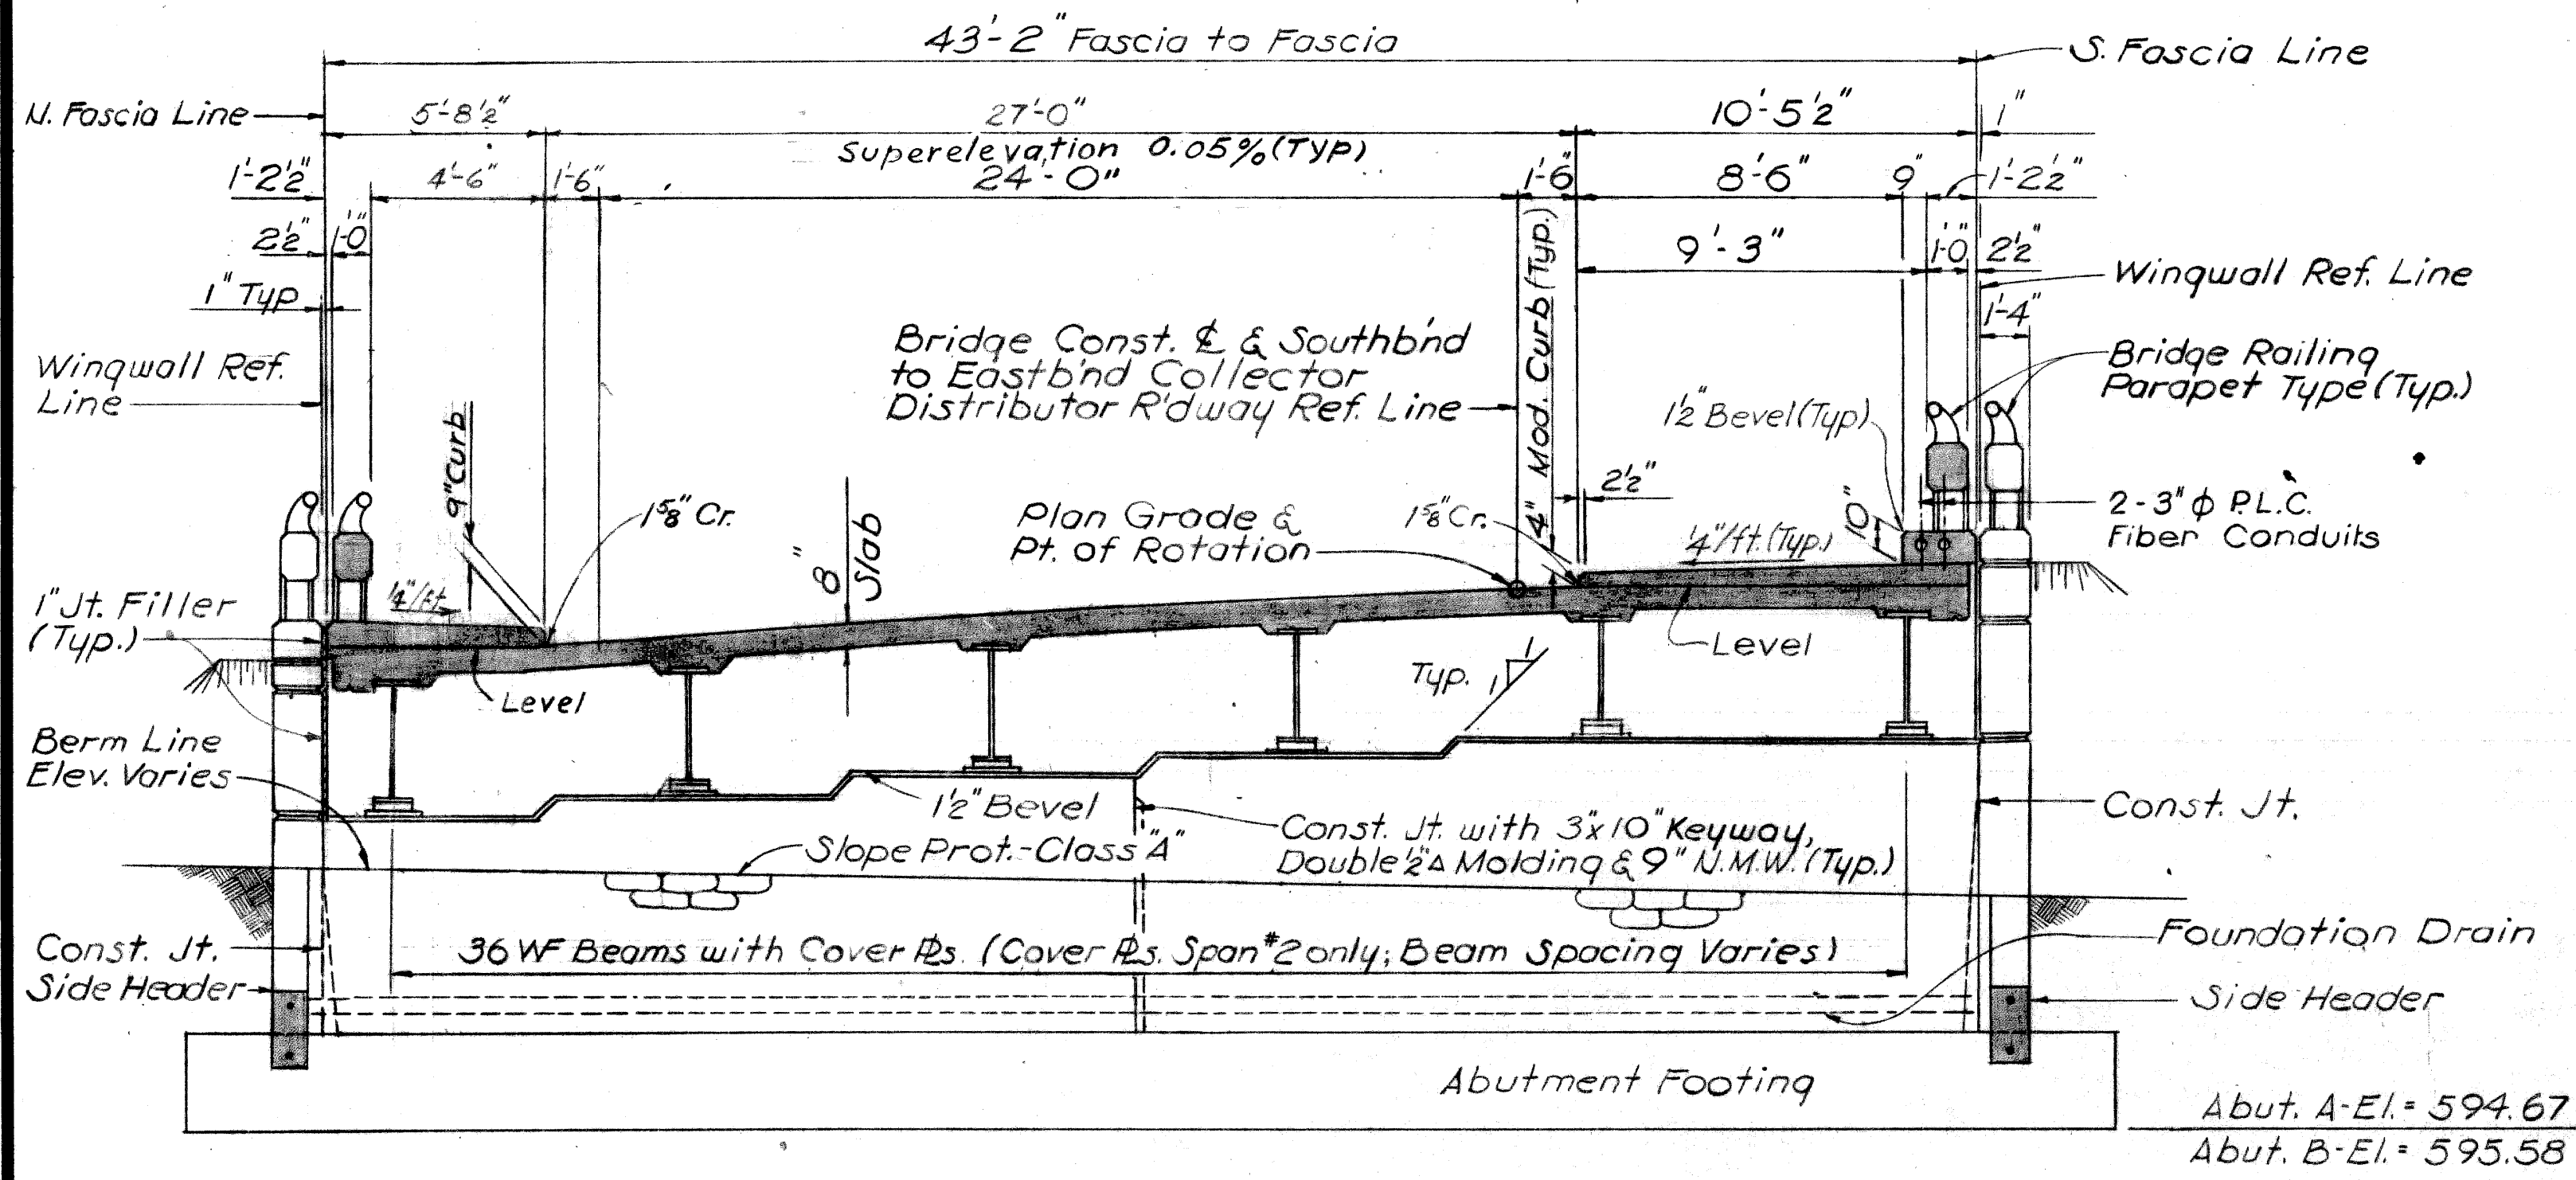 43'-2" Fascia to Fascia
S. Fascia Line
N. Fascia Line
5'-8½"
27'-0"
10'-5½"
1"
Superelevation 0.05% (Typ)
1'-2½"
4'-6"
1'-6"
24'-0"
1'-6"
8'-6"
9"
1'-2½"
2½"
1'-0"
9'-3"
1'-0"
2½"
Wingwall Ref. Line
1" Typ
1'-4"
4" Mod. Curb (Typ.)
Bridge Const. ℄ & Southb'nd
to Eastb'nd Collector
Distributor R'dway Ref. Line
Wingwall Ref.
Line
Bridge Railing
Parapet Type (Typ.)
1½" Bevel (Typ)
9" Curb
2½"
1⅝" Cr.
8"
Slab
Plan Grade &
Pt. of Rotation
1⅝" Cr.
10"
2-3" ϕ P.L.C.
Fiber Conduits
¼"/ft. (Typ.)
1" Jt. Filler
(Typ.)
¼"/ft.
Level
Level
Typ.
1
1
Berm Line
Elev. Varies
1½" Bevel
Const. Jt.
Slope Prot.-Class "A"
Const. Jt. with 3"x10" Keyway,
Double ½" Δ Molding & 9" N.M.W. (Typ.)
Const. Jt.
Side Header
36 WF Beams with Cover ℙls. (Cover ℙls. Span #2 only; Beam Spacing Varies)
Foundation Drain
Side Header
Abutment Footing
Abut. A-El.= 594.67
Abut. B-El.= 595.58